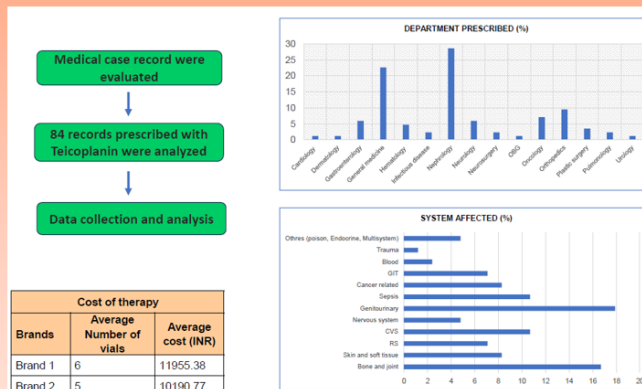 Medical case record were
evaluated
84 records prescribed with
Teicoplanin were analyzed
Data collection and analysis
Cost of therapy
Brands Average Number of vials Average cost (INR)
Brand 1 6 11955.38
Brand 2 5 10190.77
DEPARTMENT PRESCRIBED (%)
30
25
20
15
10
5
0
Cardiology
Dermatology
Gastroenterology
General medicine
Hematology
Infectious disease
Nephrology
Neurology
Neurosurgery
OBG
Oncology
Orthopedics
Plastic surgery
Pulmonology
Urology
SYSTEM AFFECTED (%)
Othres (poison, Endocrine, Multisystem)
Trauma
Blood
GIT
Cancer related
Sepsis
Genitourinary
Nervous system
CVS
RS
Skin and soft tissue
Bone and joint
0 2 4 6 8 10 12 14 16 18 20